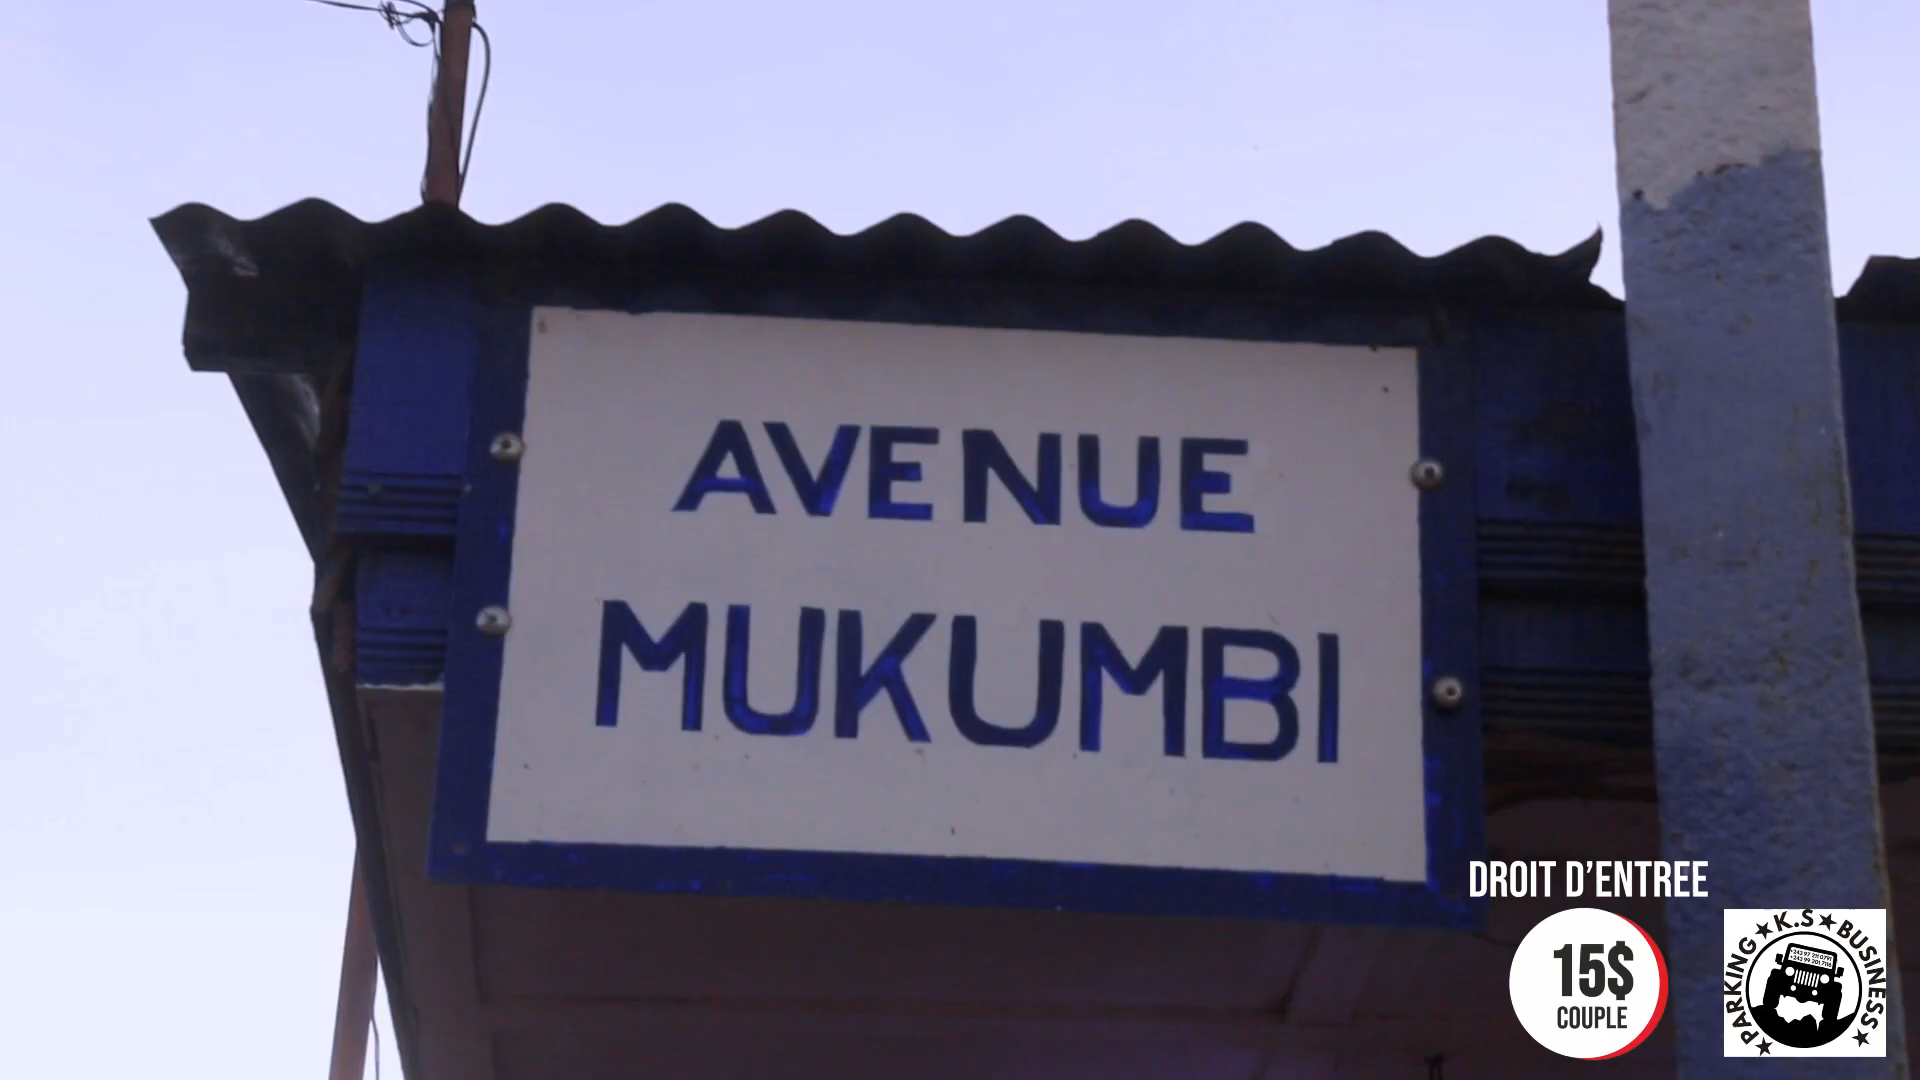 AVENUE
MUKUMBI
DROIT D'ENTREE
15$
COUPLE
PARKING★K.S★BUSINESS